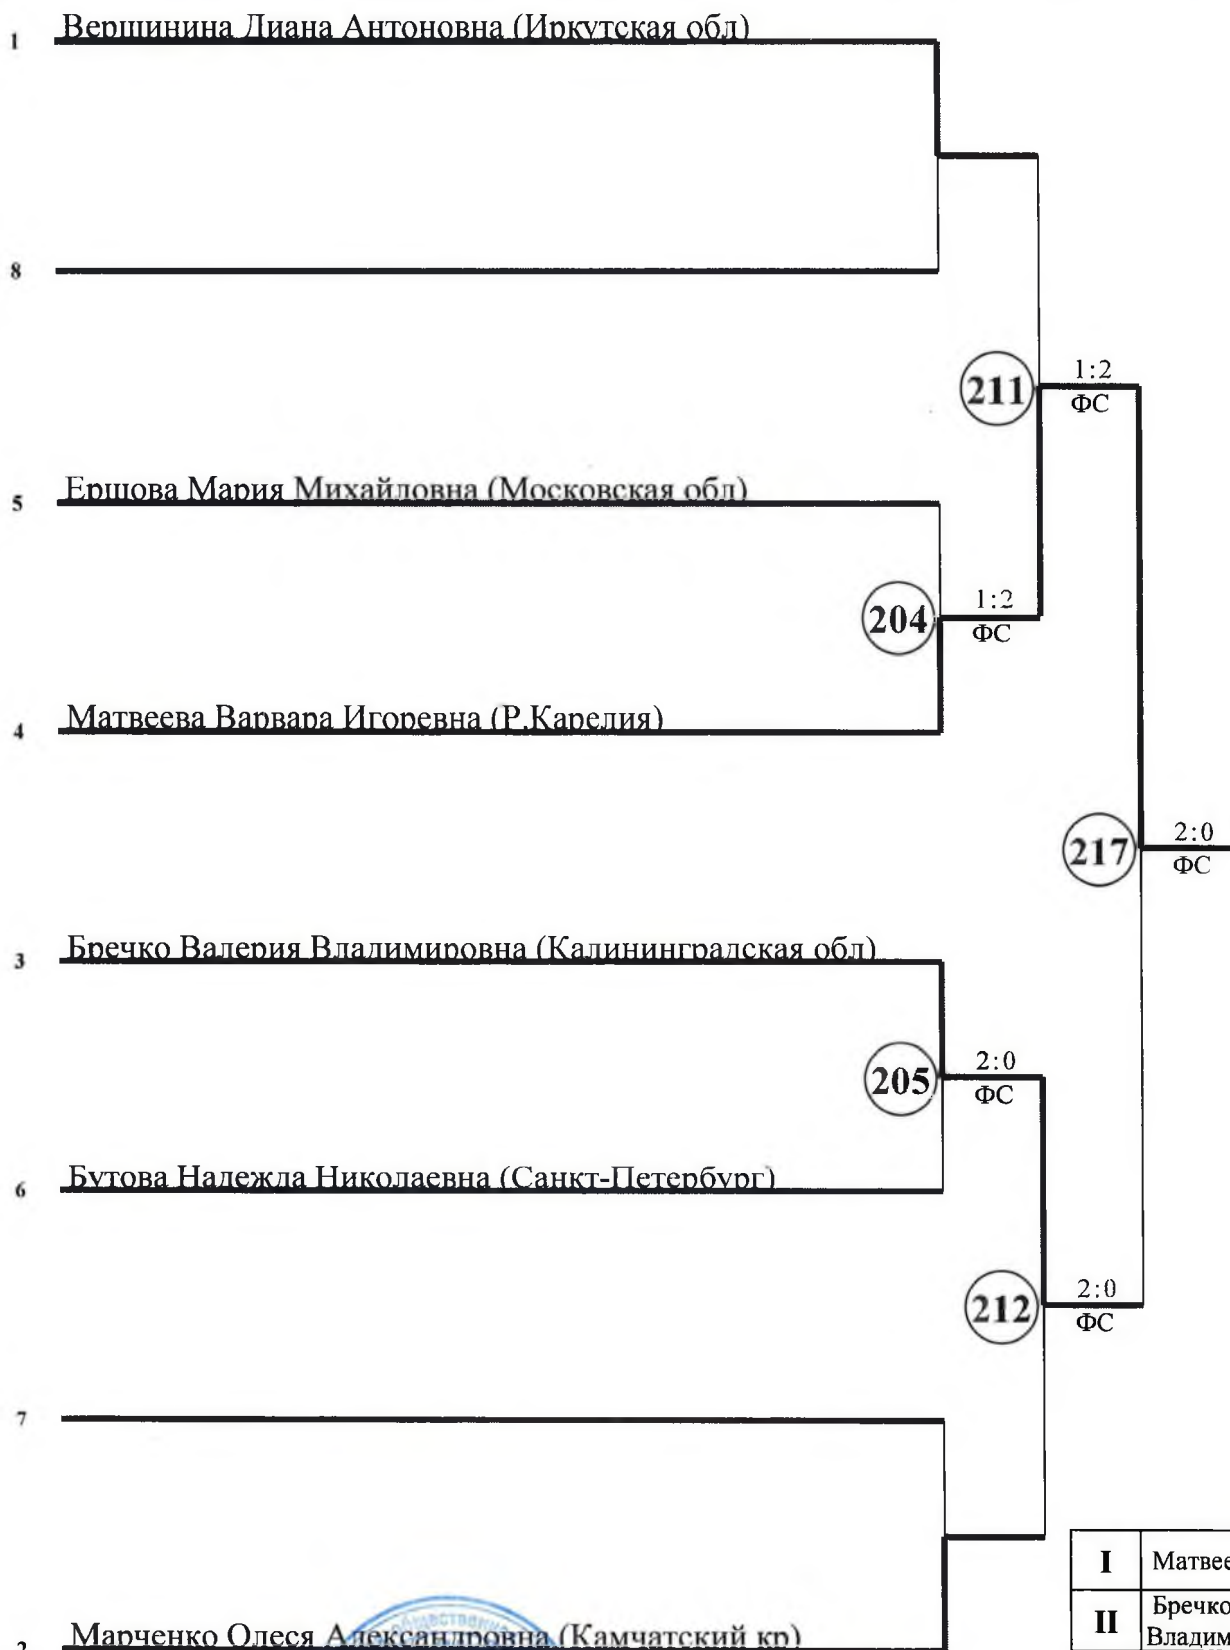 1 Вершинина Диана Антоновна (Иркутская обл)
8
211 1:2
ФС
5 Ершова Мария Михайловна (Московская обл)
204 1:2
ФС
4 Матвеева Варвара Игоревна (Р.Карелия)
217 2:0
ФС
3 Бречко Валерия Владимировна (Калининградская обл)
205 2:0
ФС
6 Бутова Надежда Николаевна (Санкт-Петербург)
212 2:0
ФС
7
I Матвее
II Бречко
Владим
2 Марченко Олеся Александровна (Камчатский кр)